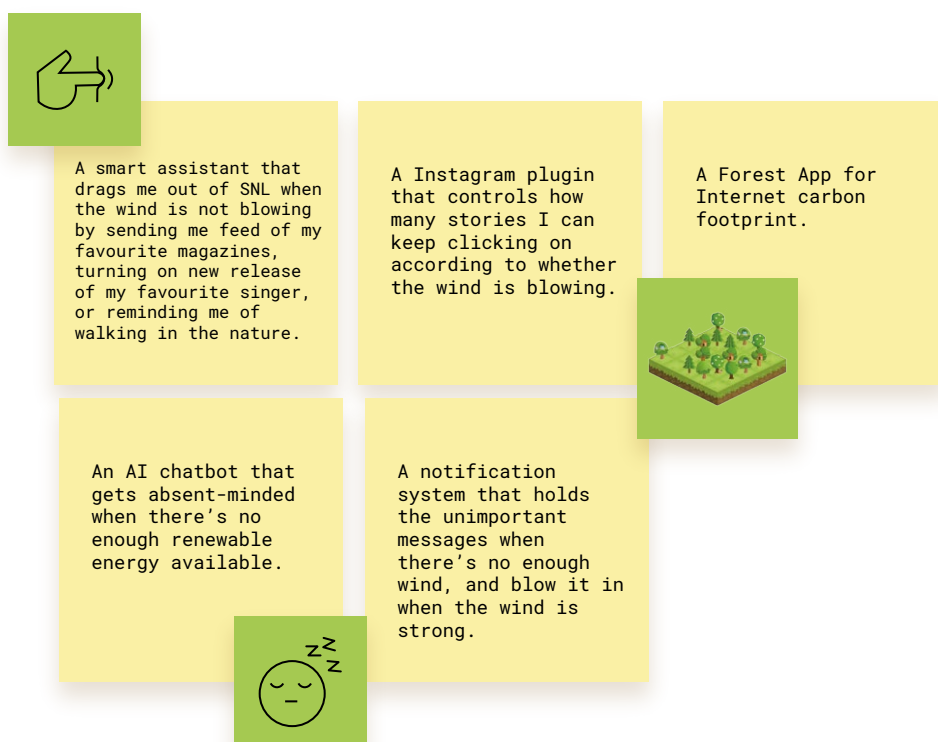 A smart assistant that
drags me out of SNL when
the wind is not blowing
by sending me feed of my
favourite magazines,
turning on new release
of my favourite singer,
or reminding me of
walking in the nature.
A Instagram plugin
that controls how
many stories I can
keep clicking on
according to whether
the wind is blowing.
A Forest App for
Internet carbon
footprint.
An AI chatbot that
gets absent-minded
when there’s no
enough renewable
energy available.
A notification
system that holds
the unimportant
messages when
there’s no enough
wind, and blow it in
when the wind is
strong.
z z z